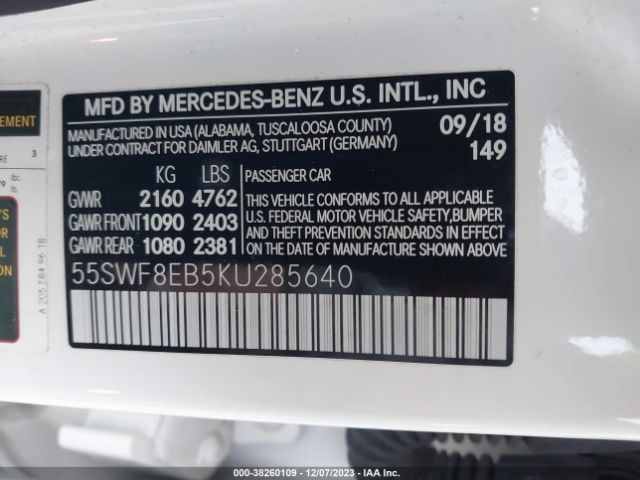 MFD BY MERCEDES-BENZ U.S. INTL., INC
MANUFACTURED IN USA (ALABAMA, TUSCALOOSA COUNTY) 09/18
UNDER CONTRACT FOR DAIMLER AG, STUTTGART (GERMANY) 149
KG LBS
GVWR 2160 4762
GAWR FRONT 1090 2403
GAWR REAR 1080 2381
PASSENGER CAR
THIS VEHICLE CONFORMS TO ALL APPLICABLE
U.S. FEDERAL MOTOR VEHICLE SAFETY,BUMPER
AND THEFT PREVENTION STANDARDS IN EFFECT
ON THE DATE OF MANUFACTURE SHOWN ABOVE.
55SWF8EB5KU285640
EMENT
3
lbs.
lb.
A 205 584 96 18
000-38260109 - 12/07/2023 - IAA Inc.